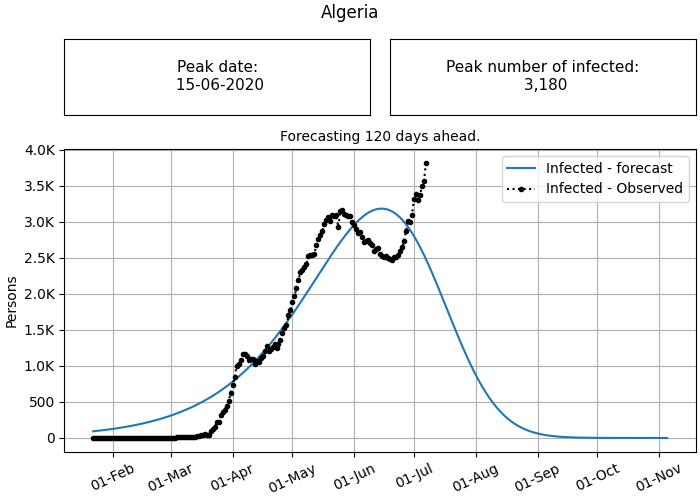 Algeria
Peak date:
15-06-2020
Peak number of infected:
3,180
Forecasting 120 days ahead.
Infected - forecast
Infected - Observed
Persons
4.0K
3.5K
3.0K
2.5K
2.0K
1.5K
1.0K
500
0
01-Feb
01-Mar
01-Apr
01-May
01-Jun
01-Jul
01-Aug
01-Sep
01-Oct
01-Nov